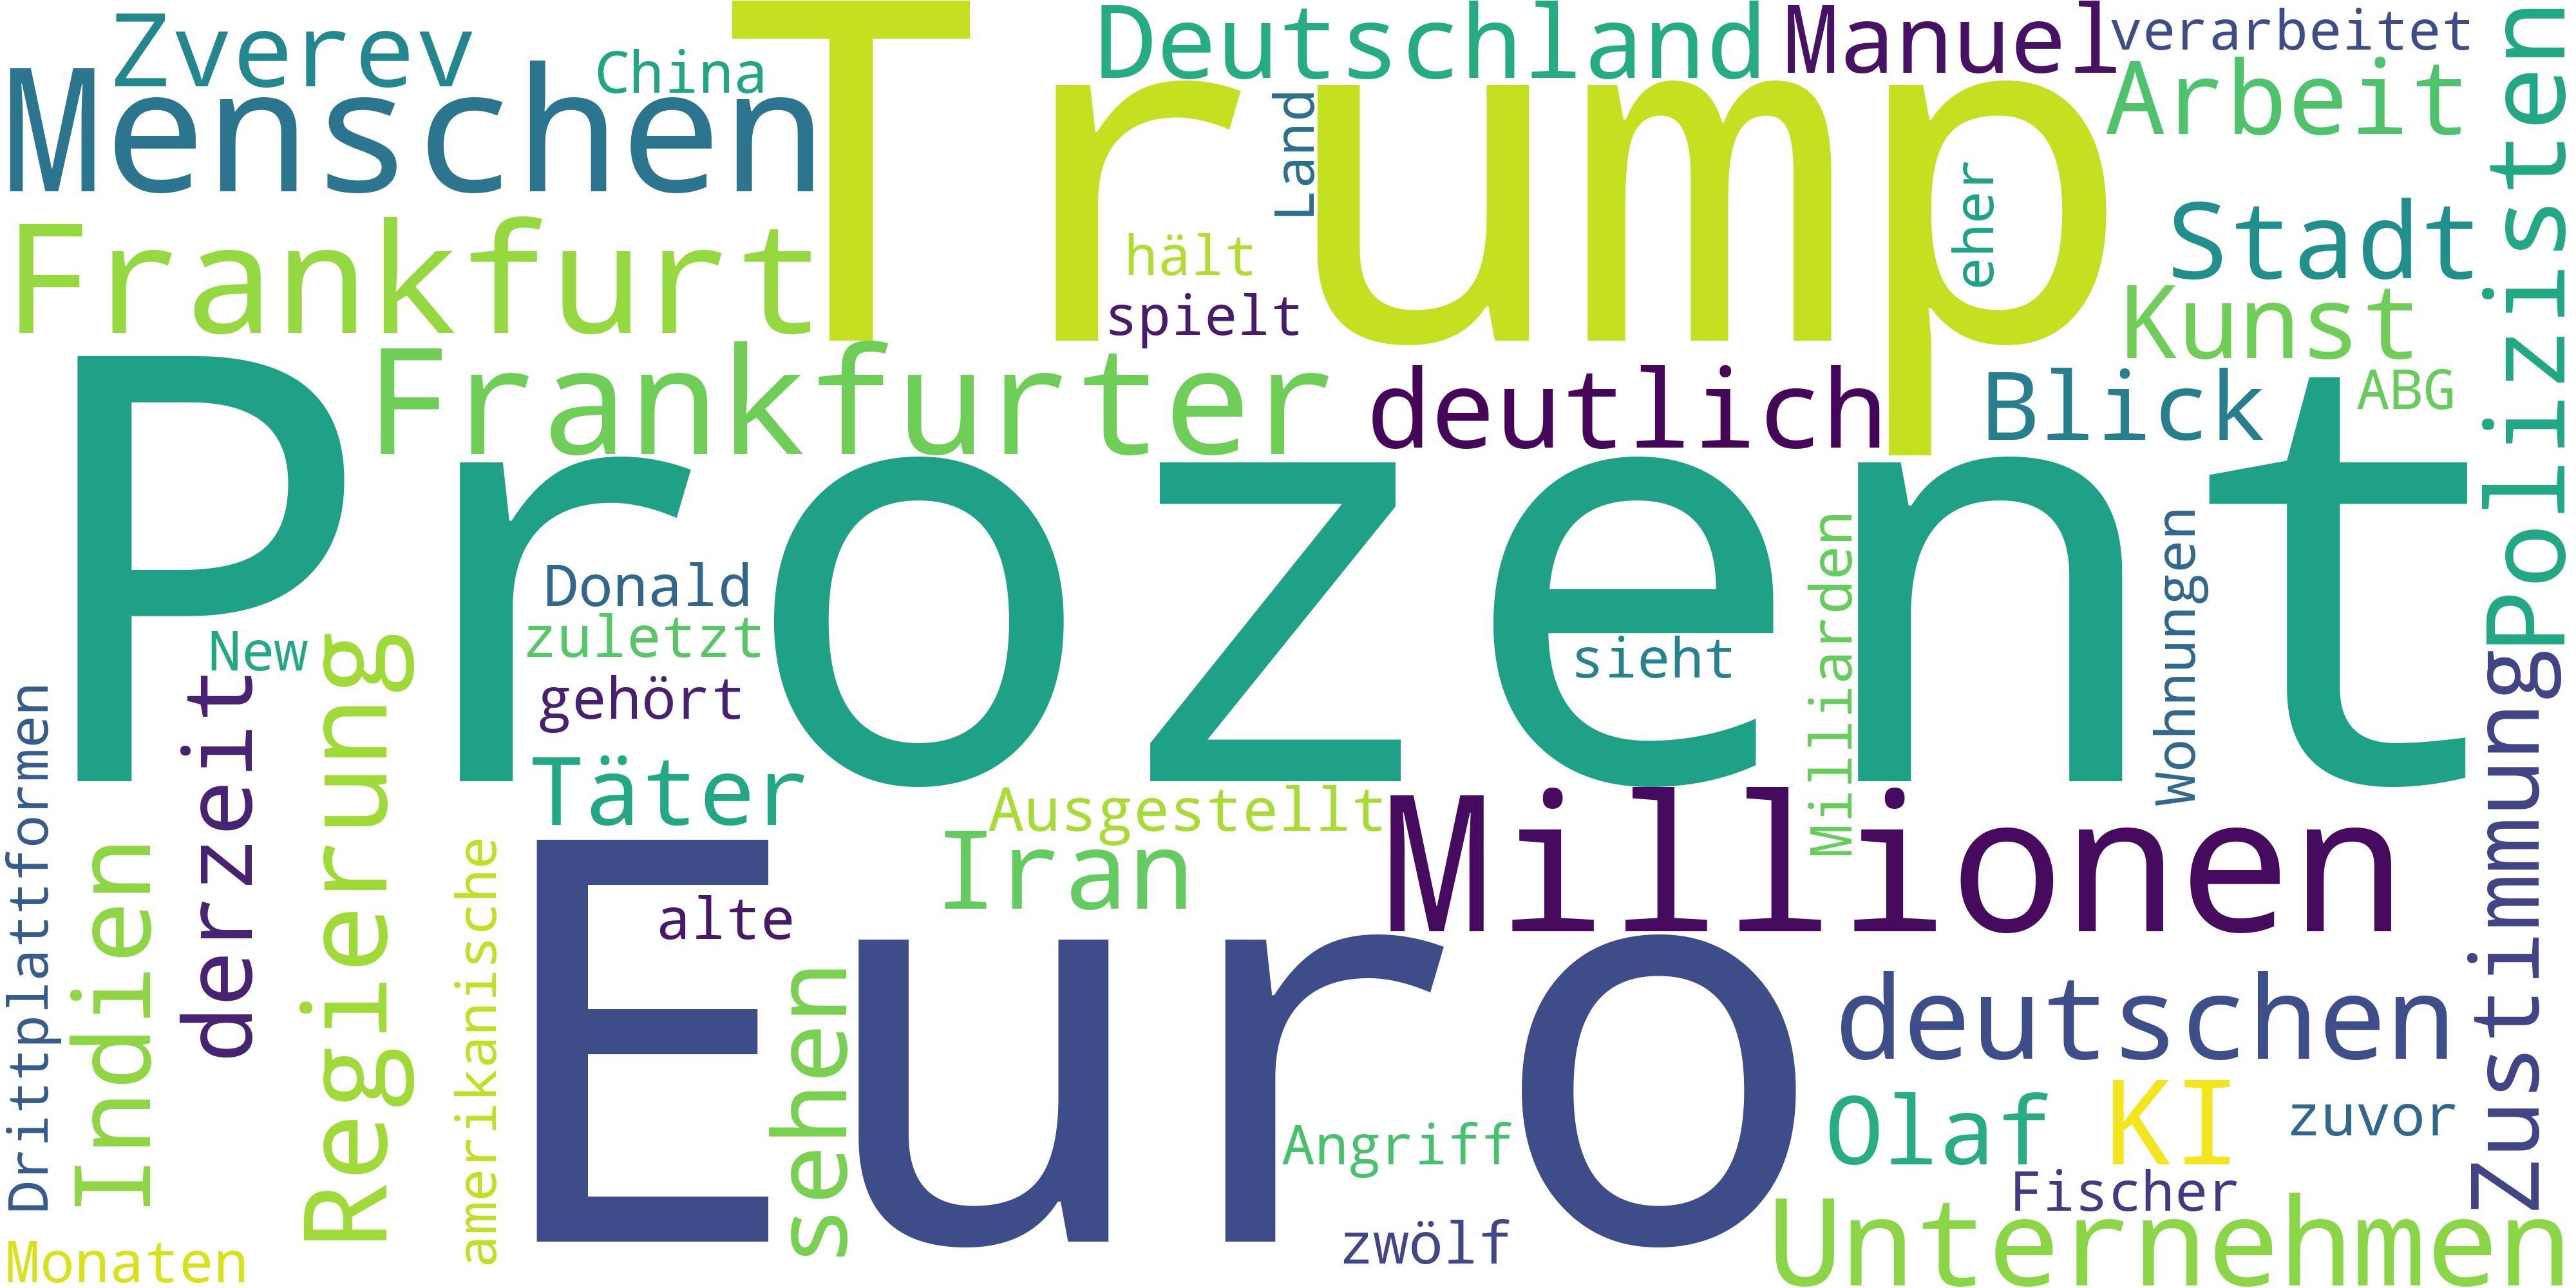 Zverev
China
Trump
Deutschland
Manuel
verarbeitet
Menschen
Arbeit
Polizisten
Land
eher
Frankfurt
hält
spielt
Stadt
Kunst
Frankfurter
deutlich
Blick
ABG
Prozent
Donald
zuletzt
gehört
New
sieht
Milliarden
Wohnungen
Zustimmung
Drittplattformen
Indien
derzeit
Regierung
amerikanische
Täter
Ausgestellt
Iran
Millionen
Euro
alte
sehen
deutschen
Olaf
KI
zuvor
Angriff
Fischer
zwölf
Unternehmen
Monaten